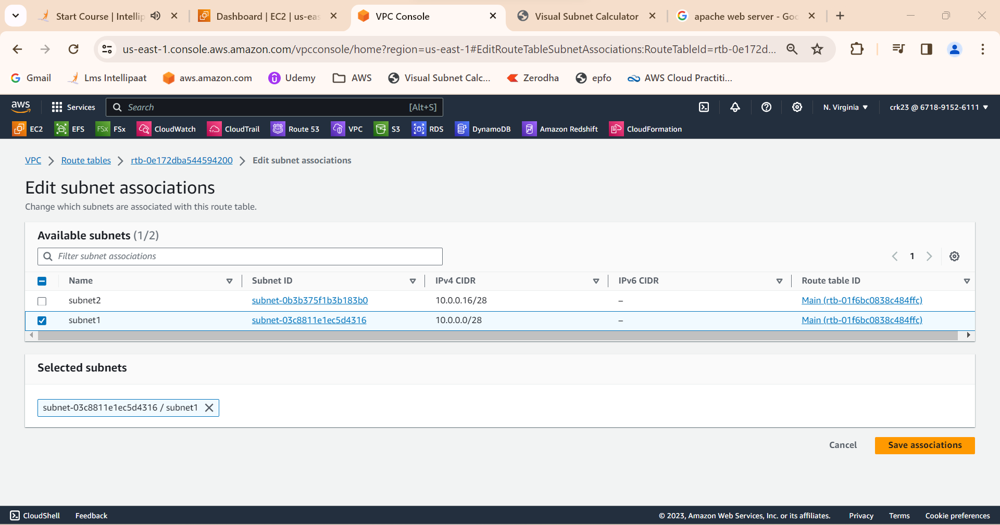 Start Course | Intellip
Dashboard | EC2 | us-eas
VPC Console
Visual Subnet Calculator
apache web server - Goo
us-east-1.console.aws.amazon.com/vpcconsole/home?region=us-east-1#EditRouteTableSubnetAssociations:RouteTableId=rtb-0e172d...
Gmail
Lms Intellipaat
aws.amazon.com
Udemy
AWS
Visual Subnet Calc...
Zerodha
epfo
AWS Cloud Practiti...
aws
Services
Search
[Alt+S]
N. Virginia
crk23 @ 6718-9152-6111
EC2
EFS
FSx
FSx
CloudWatch
CloudTrail
Route 53
VPC
S3
RDS
DynamoDB
Amazon Redshift
CloudFormation
VPC
Route tables
rtb-0e172dba544594200
Edit subnet associations
Edit subnet associations
Change which subnets are associated with this route table.
Available subnets (1/2)
Filter subnet associations
1
Name
Subnet ID
IPv4 CIDR
IPv6 CIDR
Route table ID
subnet2
subnet-0b3b375f1b3b183b0
10.0.0.16/28
–
Main (rtb-01f6bc0838c484ffc)
subnet1
subnet-03c8811e1ec5d4316
10.0.0.0/28
–
Main (rtb-01f6bc0838c484ffc)
Selected subnets
subnet-03c8811e1ec5d4316 / subnet1
Cancel
Save associations
CloudShell
Feedback
© 2023, Amazon Web Services, Inc. or its affiliates.
Privacy
Terms
Cookie preferences